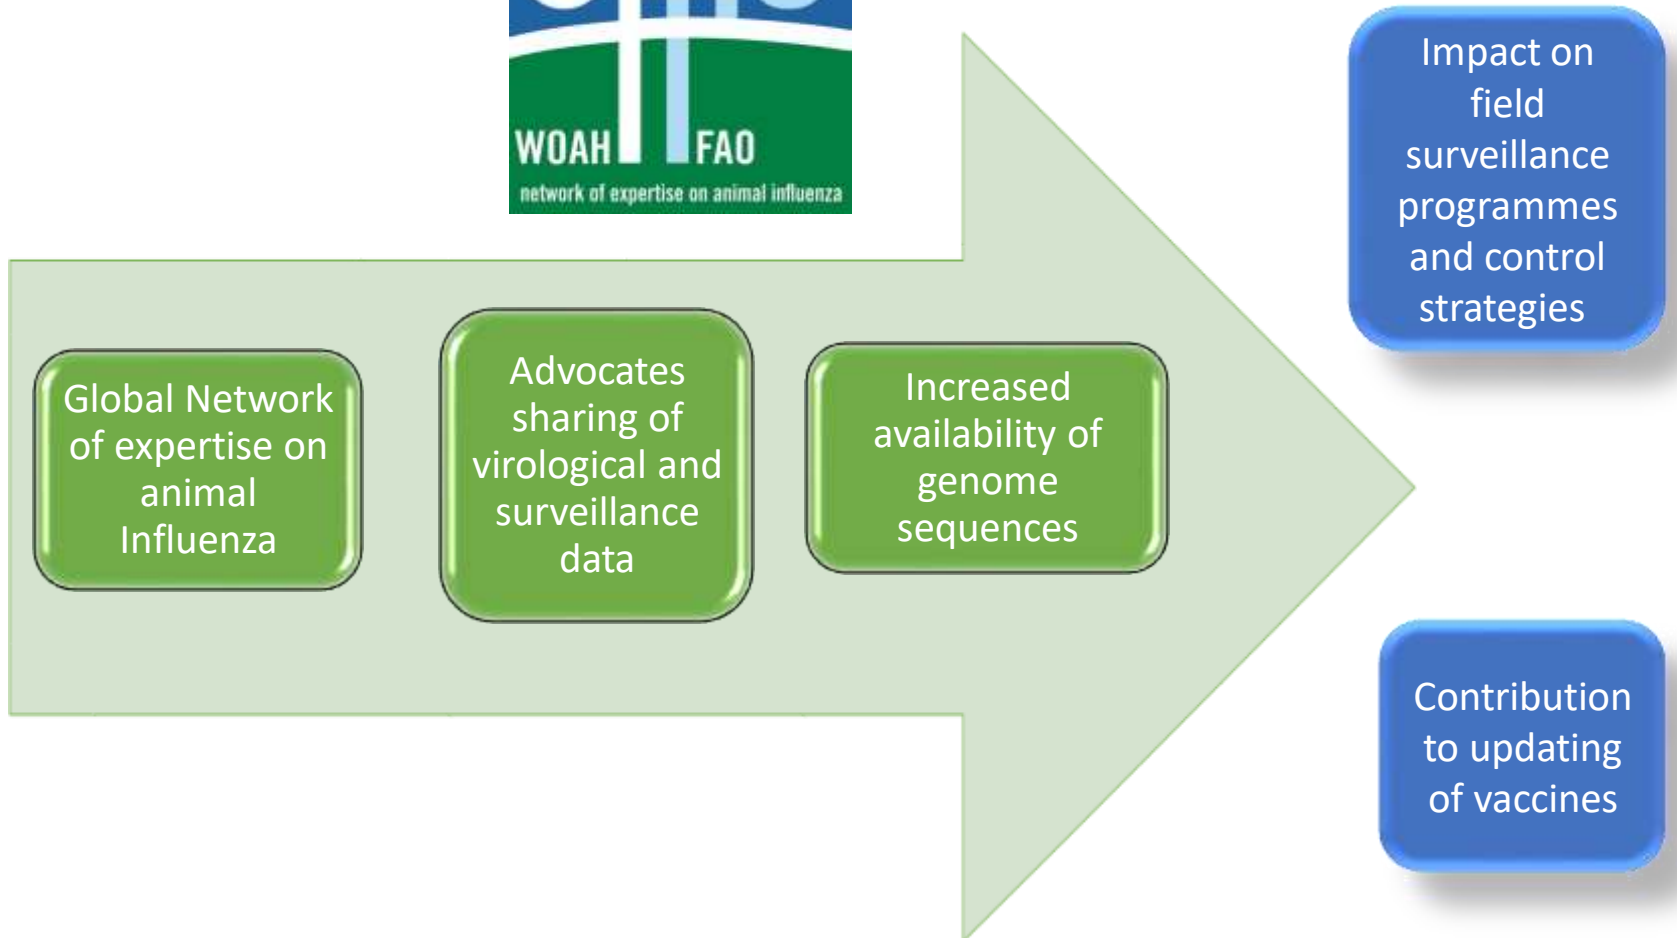 WOAH FAO
network of expertise on animal influenza
Global Network
of expertise on
animal
Influenza
Advocates
sharing of
virological and
surveillance
data
Increased
availability of
genome
sequences
Impact on
field
surveillance
programmes
and control
strategies
Contribution
to updating
of vaccines